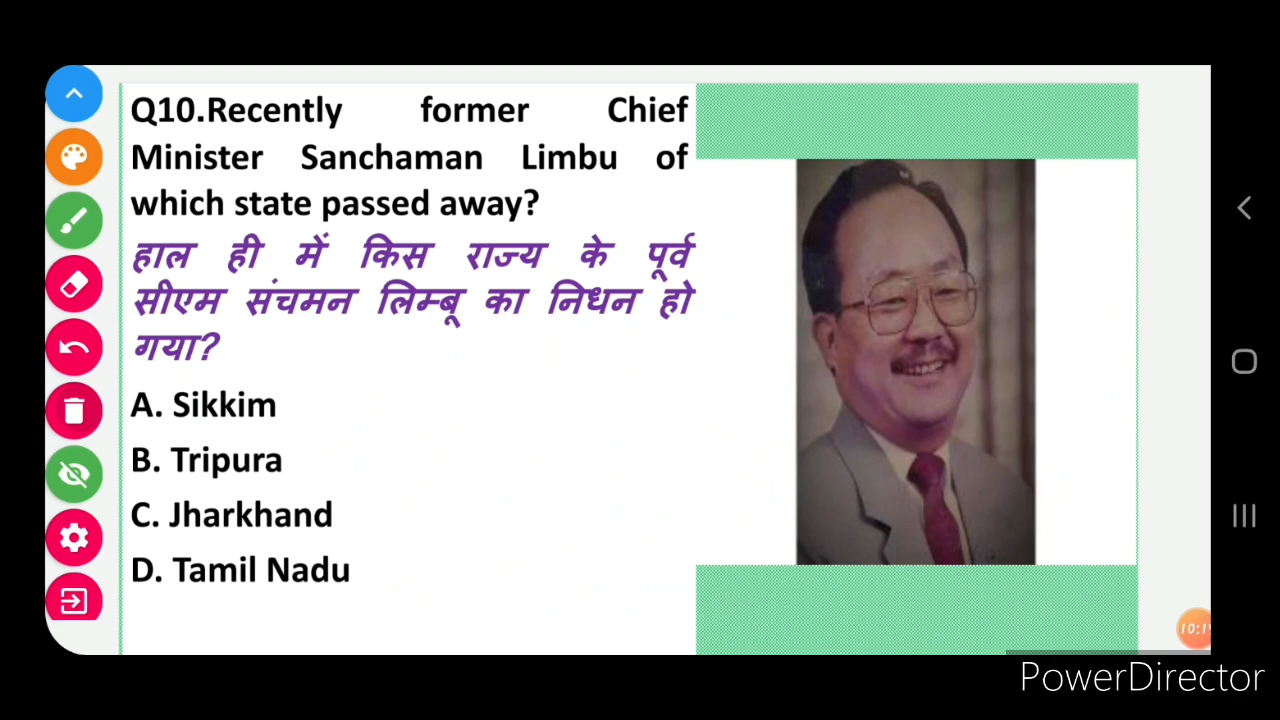 Q10.Recently former Chief
Minister Sanchaman Limbu of
which state passed away?
हाल ही में किस राज्य के पूर्व
सीएम संचमन लिम्बू का निधन हो
गया?
A. Sikkim
B. Tripura
C. Jharkhand
D. Tamil Nadu
PowerDirector